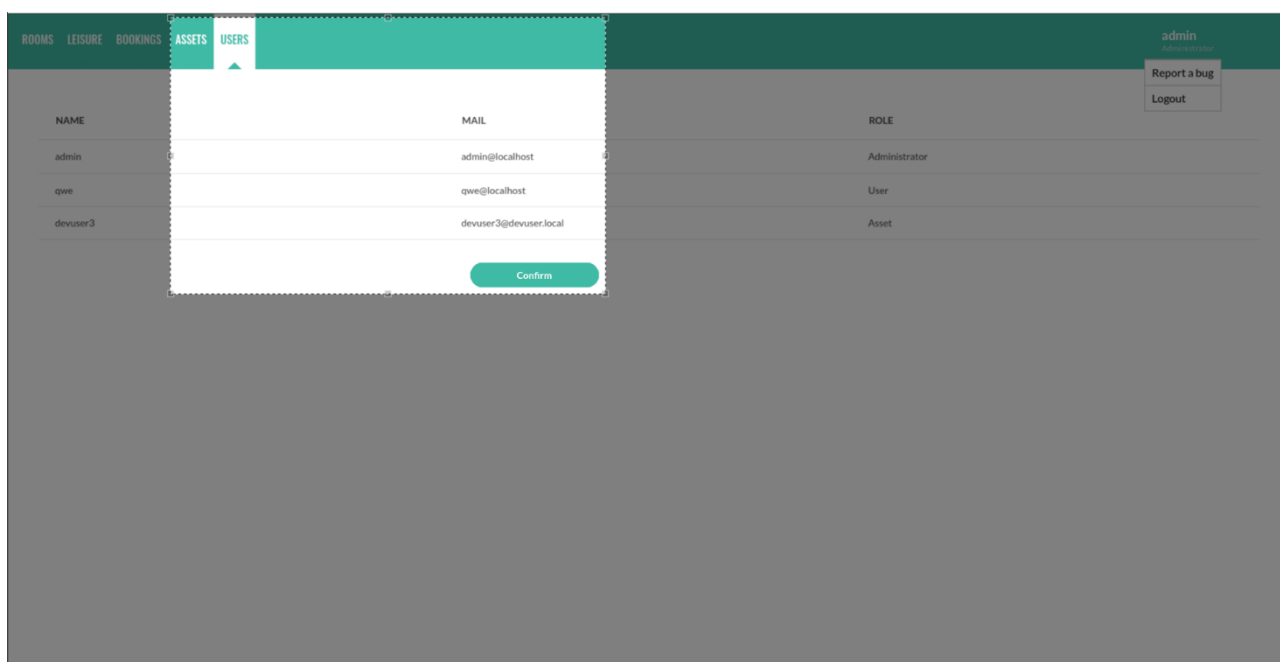 ROOMS LEISURE BOOKINGS ASSETS USERS admin
Administrator
Report a bug
Logout
NAME MAIL ROLE
admin admin@localhost Administrator
qwe qwe@localhost User
devuser3 devuser3@devuser.local Asset
Confirm